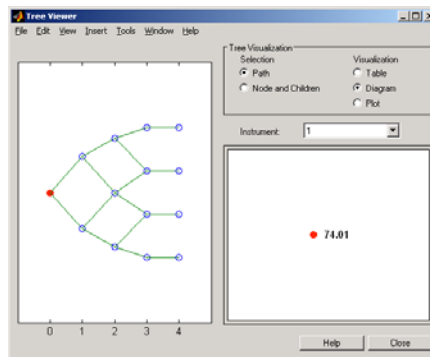 Tree Viewer
File Edit View Insert Tools Window Help
Tree Visualization
Selection
Visualization
Path
Table
Node and Children
Diagram
Plot
Instrument:
1
74.01
0 1 2 3 4
Help
Close